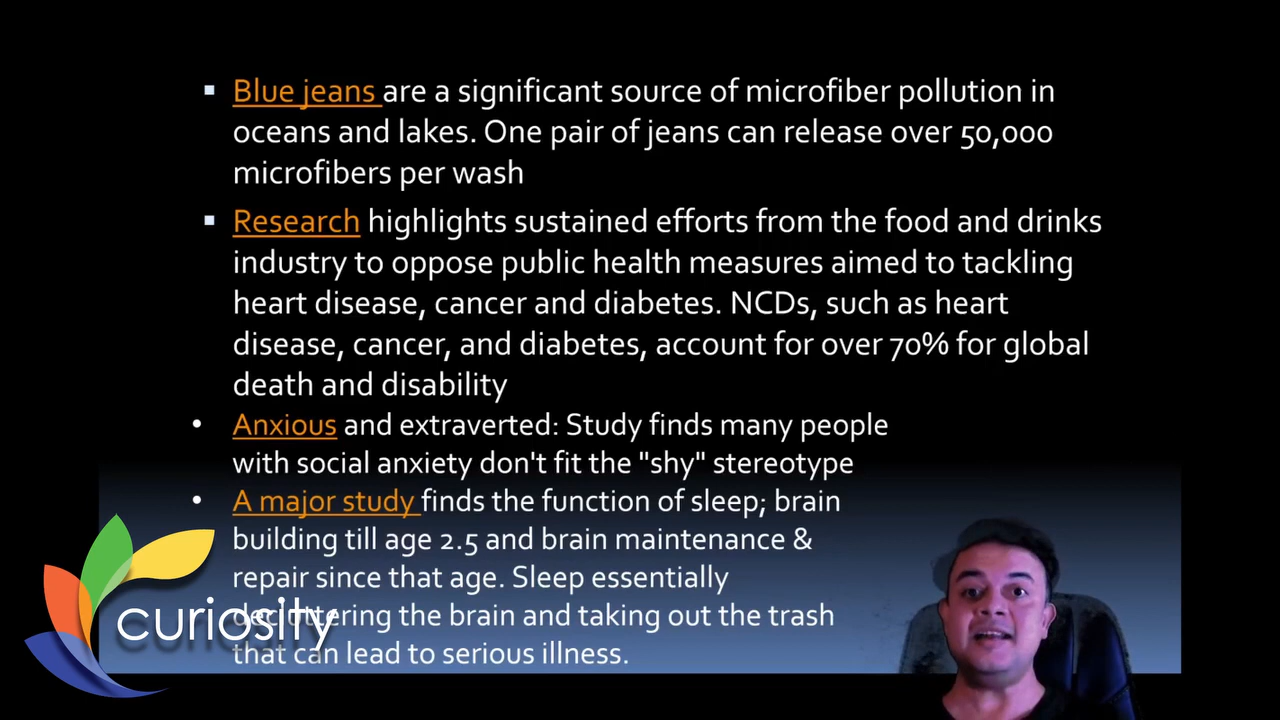 ▪ Blue jeans are a significant source of microfiber pollution in
oceans and lakes. One pair of jeans can release over 50,000
microfibers per wash
▪ Research highlights sustained efforts from the food and drinks
industry to oppose public health measures aimed to tackling
heart disease, cancer and diabetes. NCDs, such as heart
disease, cancer, and diabetes, account for over 70% for global
death and disability
• Anxious and extraverted: Study finds many people
with social anxiety don't fit the "shy" stereotype
• A major study finds the function of sleep; brain
building till age 2.5 and brain maintenance &
repair since that age. Sleep essentially
decluttering the brain and taking out the trash
that can lead to serious illness.
curiosity